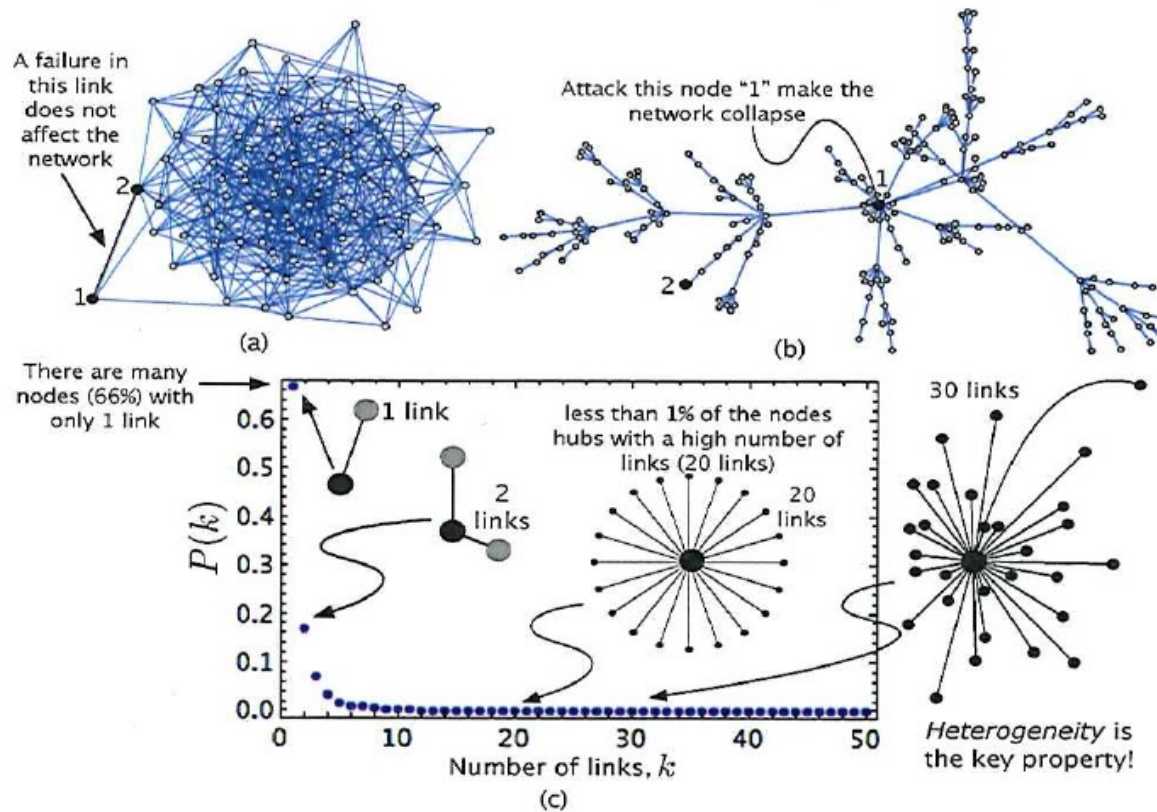 A failure in
this link
does not
affect the
network
2
1
(a)
Attack this node "1" make the
network collapse
1
2
(b)
There are many
nodes (66%) with
only 1 link
1 link
2
links
less than 1% of the nodes
hubs with a high number of
links (20 links)
20
links
30 links
P(k)
0.6
0.5
0.4
0.3
0.2
0.1
0.0
0
10
20
30
40
50
Number of links, k
(c)
Heterogeneity is
the key property!